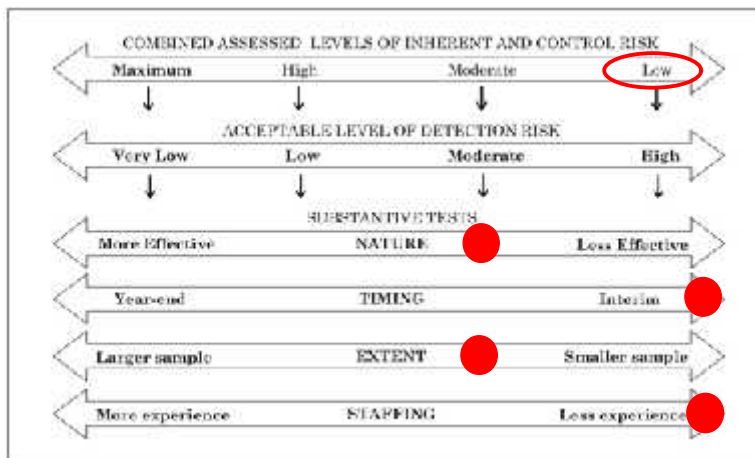 COMBINED ASSESSED LEVELS OF INHERENT AND CONTROL RISK
Maximum High Moderate Low
ACCEPTABLE LEVEL OF DETECTION RISK
Very Low Low Moderate High
SUBSTANTIVE TESTS
More Effective NATURE Less Effective
Year-end TIMING Interim
Larger sample EXTENT Smaller sample
More experience STAFFING Less experience